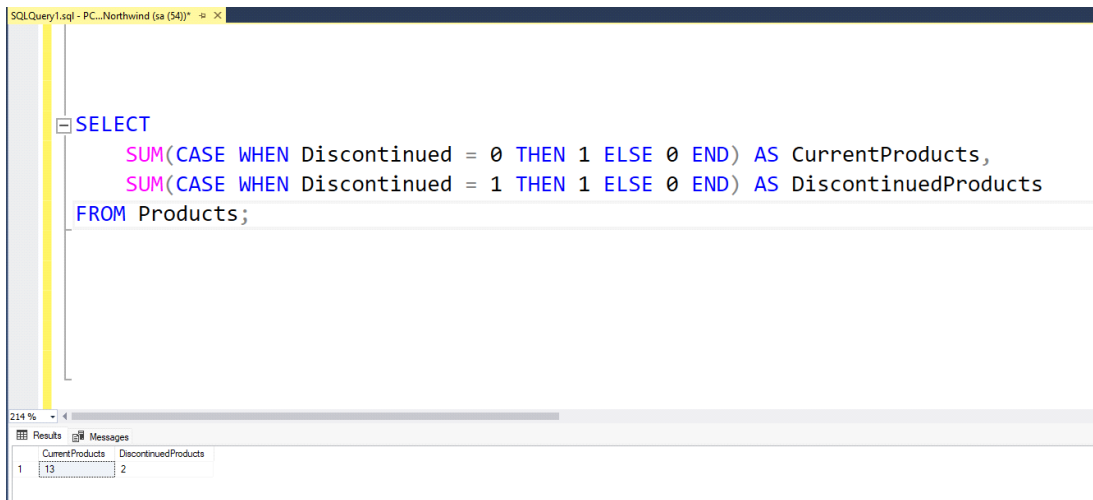 SQLQuery1.sql - PC...Northwind (sa (54))*
SELECT
SUM(CASE WHEN Discontinued = 0 THEN 1 ELSE 0 END) AS CurrentProducts,
SUM(CASE WHEN Discontinued = 1 THEN 1 ELSE 0 END) AS DiscontinuedProducts
FROM Products;
214 %
Results Messages
CurrentProducts DiscontinuedProducts
1 13 2